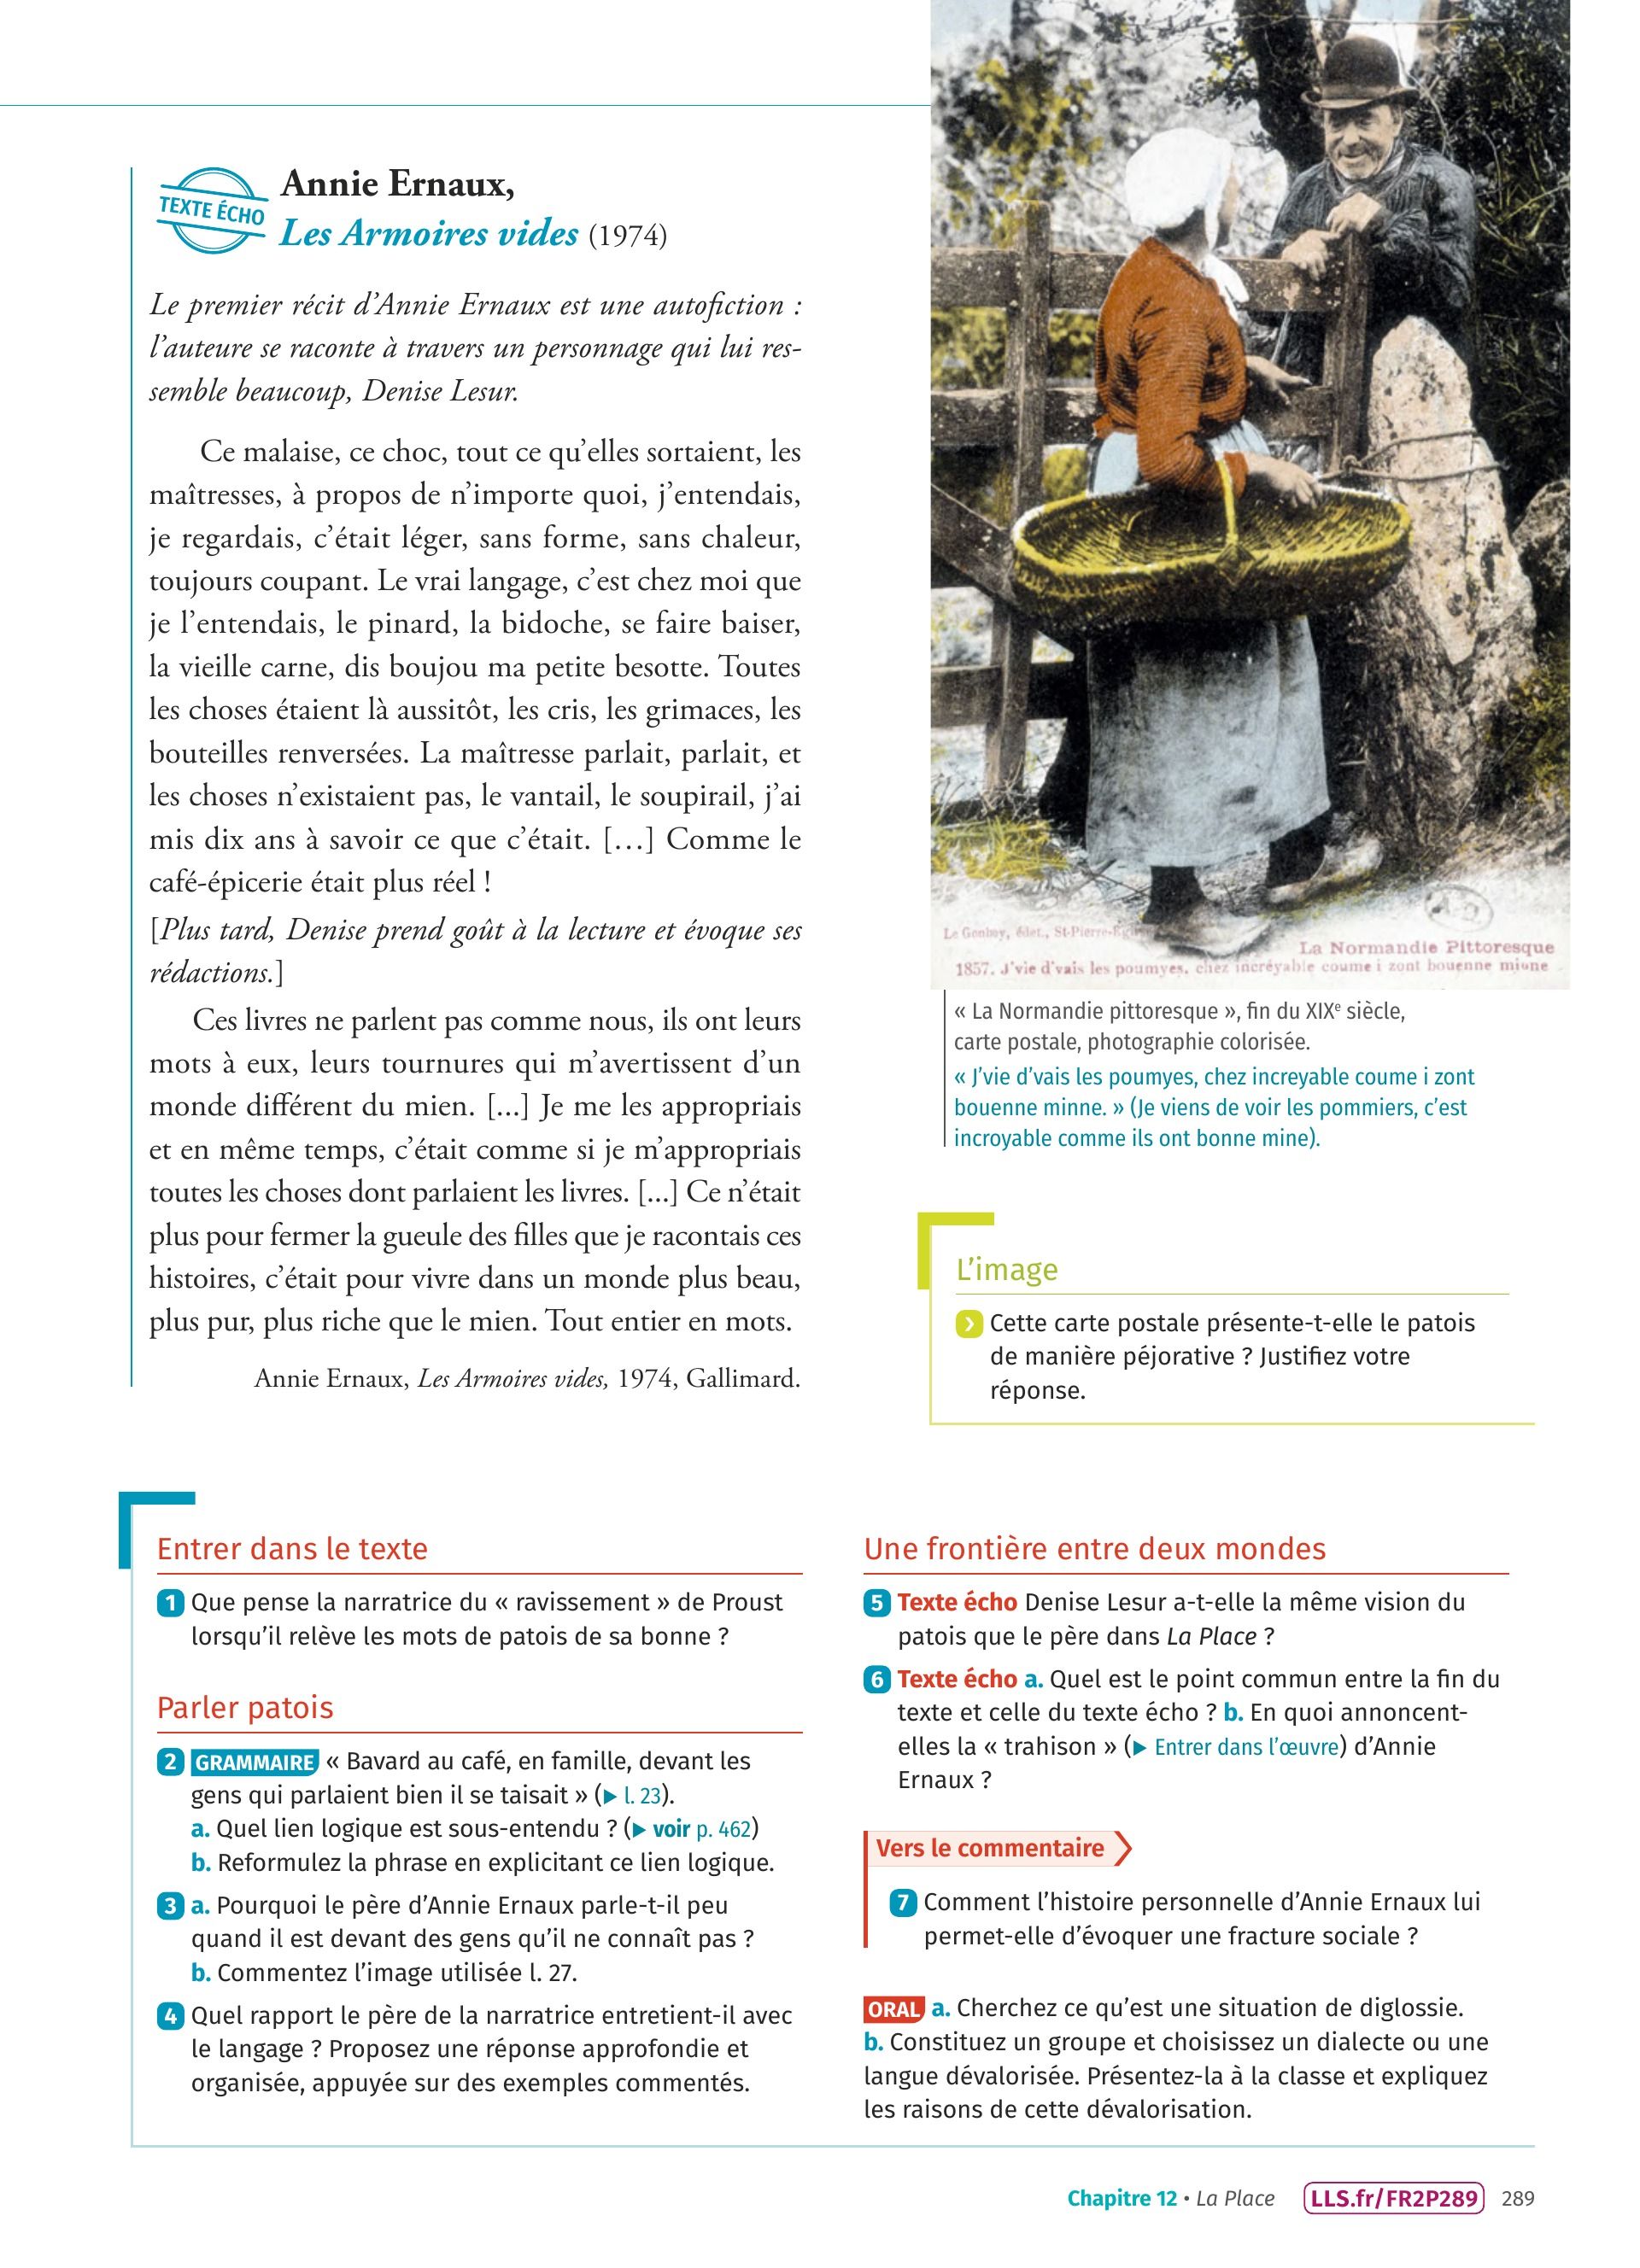 TEXTE ÉCHO
Annie Ernaux,
Les Armoires vides (1974)
Le premier récit d’Annie Ernaux est une autofiction :
l’auteure se raconte à travers un personnage qui lui res-
semble beaucoup, Denise Lesur.
Ce malaise, ce choc, tout ce qu’elles sortaient, les
maîtresses, à propos de n’importe quoi, j’entendais,
je regardais, c’était léger, sans forme, sans chaleur,
toujours coupant. Le vrai langage, c’est chez moi que
je l’entendais, le pinard, la bidoche, se faire baiser,
la vieille carne, dis boujou ma petite besotte. Toutes
les choses étaient là aussitôt, les cris, les grimaces, les
bouteilles renversées. La maîtresse parlait, parlait, et
les choses n’existaient pas, le vantail, le soupirail, j’ai
mis dix ans à savoir ce que c’était. […] Comme le
café-épicerie était plus réel !
[Plus tard, Denise prend goût à la lecture et évoque ses
rédactions.]
Ces livres ne parlent pas comme nous, ils ont leurs
mots à eux, leurs tournures qui m’avertissent d’un
monde différent du mien. [...] Je me les appropriais
et en même temps, c’était comme si je m’appropriais
toutes les choses dont parlaient les livres. [...] Ce n’était
plus pour fermer la gueule des filles que je racontais ces
histoires, c’était pour vivre dans un monde plus beau,
plus pur, plus riche que le mien. Tout entier en mots.
Annie Ernaux, Les Armoires vides, 1974, Gallimard.
Le Gonboy, édet., St-Pierre-Eglise
La Normandie Pittoresque
1857. J’vie d’vais les poumyes, chez incréyable coume i zont bouenne mione
« La Normandie pittoresque », fin du XIXe siècle,
carte postale, photographie colorisée.
« J’vie d’vais les poumyes, chez increyable coume i zont
bouenne minne. » (Je viens de voir les pommiers, c’est
incroyable comme ils ont bonne mine).
L’image
Cette carte postale présente-t-elle le patois
de manière péjorative ? Justifiez votre
réponse.
Entrer dans le texte
1 Que pense la narratrice du « ravissement » de Proust
lorsqu’il relève les mots de patois de sa bonne ?
Parler patois
2 GRAMMAIRE « Bavard au café, en famille, devant les
gens qui parlaient bien il se taisait » (▶ l. 23).
a. Quel lien logique est sous-entendu ? (▶ voir p. 462)
b. Reformulez la phrase en explicitant ce lien logique.
3 a. Pourquoi le père d’Annie Ernaux parle-t-il peu
quand il est devant des gens qu’il ne connaît pas ?
b. Commentez l’image utilisée l. 27.
4 Quel rapport le père de la narratrice entretient-il avec
le langage ? Proposez une réponse approfondie et
organisée, appuyée sur des exemples commentés.
Une frontière entre deux mondes
5 Texte écho Denise Lesur a-t-elle la même vision du
patois que le père dans La Place ?
6 Texte écho a. Quel est le point commun entre la fin du
texte et celle du texte écho ? b. En quoi annoncent-
elles la « trahison » (▶ Entrer dans l’œuvre) d’Annie
Ernaux ?
Vers le commentaire
7 Comment l’histoire personnelle d’Annie Ernaux lui
permet-elle d’évoquer une fracture sociale ?
ORAL a. Cherchez ce qu’est une situation de diglossie.
b. Constituez un groupe et choisissez un dialecte ou une
langue dévalorisée. Présentez-la à la classe et expliquez
les raisons de cette dévalorisation.
Chapitre 12 • La Place LLS.fr/FR2P289 289